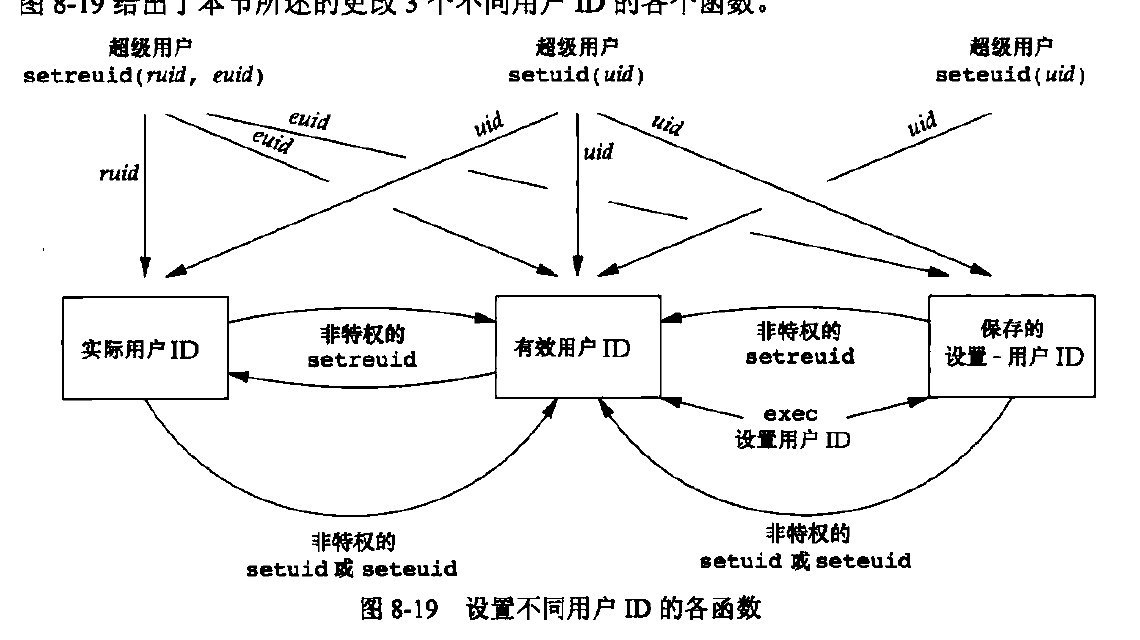 图 8-19 给出了本节所述的更改 3 个不同用户 ID 的各个函数。
超级用户
setreuid(ruid, euid)
超级用户
setuid(uid)
超级用户
seteuid(uid)
ruid
euid
euid
uid
uid
uid
uid
实际用户 ID
非特权的
setreuid
有效用户 ID
非特权的
setreuid
保存的
设置-用户 ID
exec
设置用户 ID
非特权的
setuid 或 seteuid
非特权的
setuid 或 seteuid
图 8-19 设置不同用户 ID 的各函数